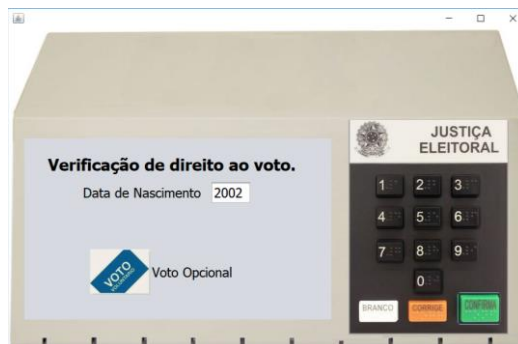 Verificação de direito ao voto.
Data de Nascimento 2002
VOTO
VOLUNTÁRIO
Voto Opcional
JUSTIÇA
ELEITORAL
1 2 3
4 5 6
7 8 9
0
BRANCO CORRIGE CONFIRMA